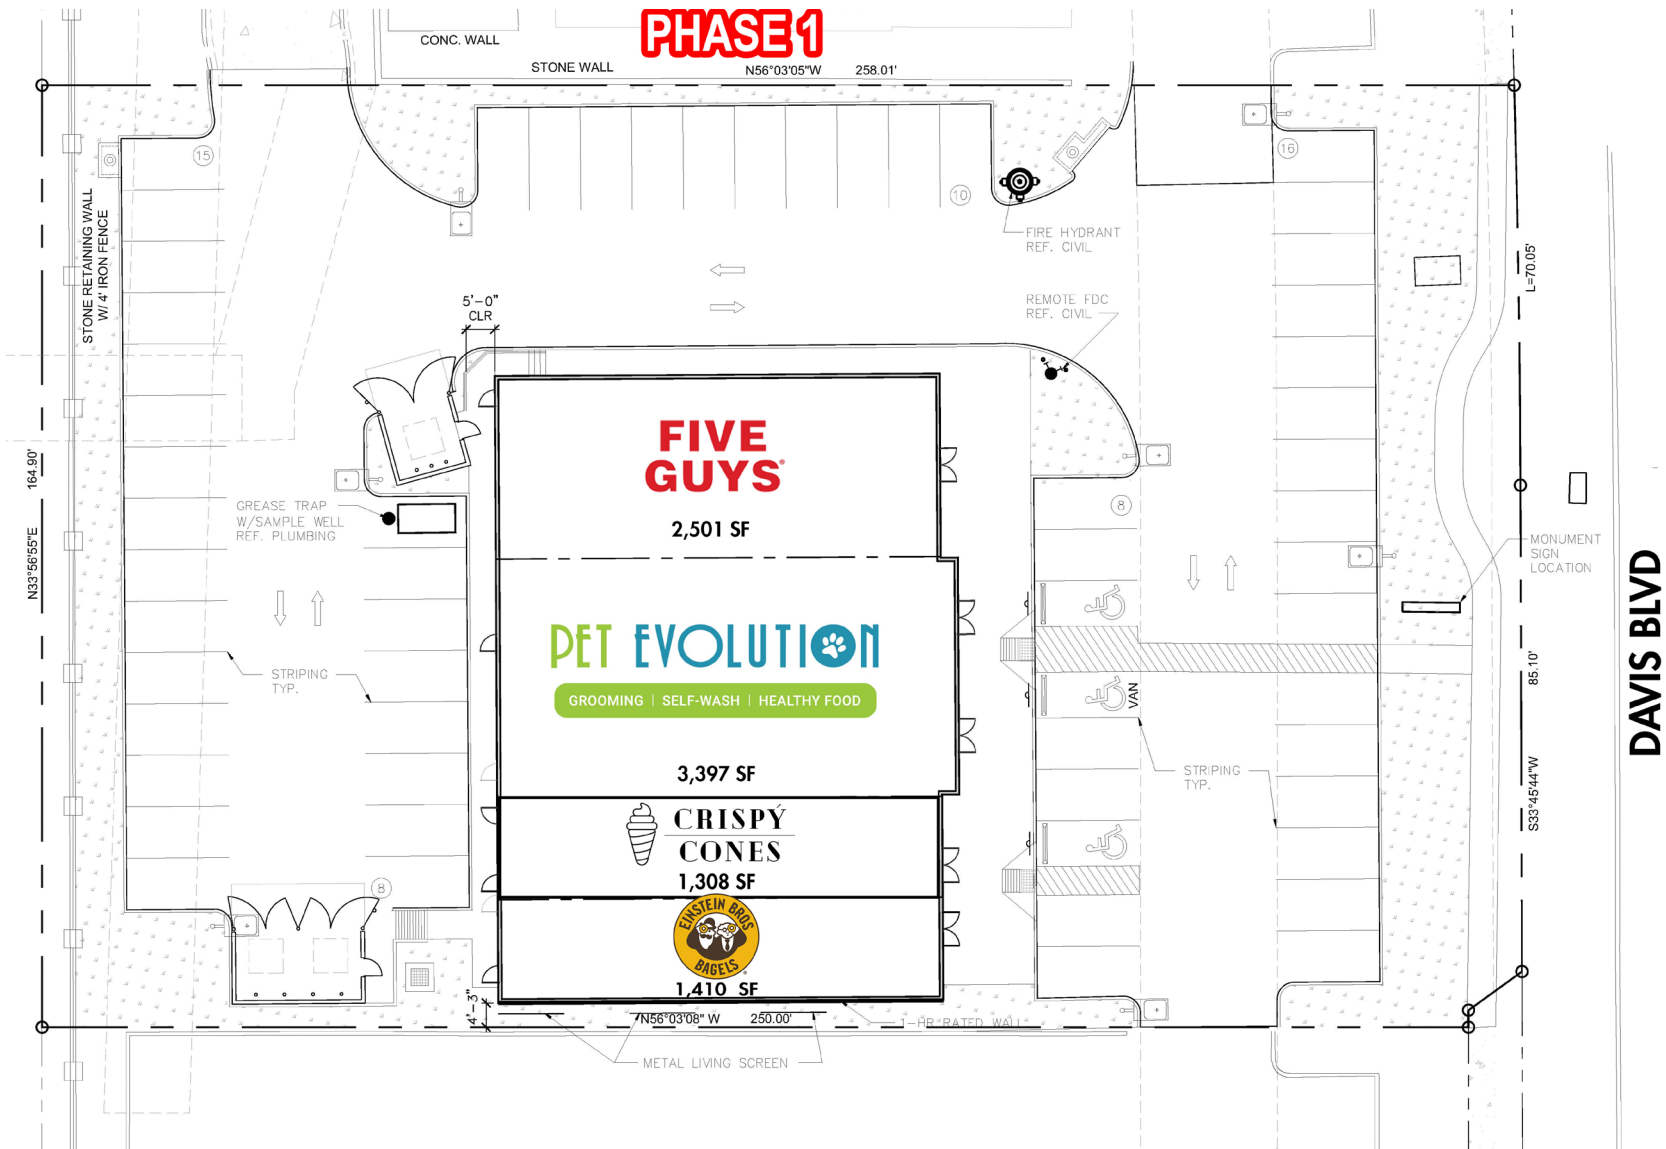 PHASE 1
CONC. WALL
STONE WALL
N56°03'05"W 258.01'
15
16
10
STONE RETAINING WALL
W/ 4' IRON FENCE
FIRE HYDRANT
REF. CIVIL
L=70.05'
5'-0"
CLR
REMOTE FDC
REF. CIVIL
FIVE
GUYS
2,501 SF
N33°56'55"E 164.90'
GREASE TRAP
W/SAMPLE WELL
REF. PLUMBING
8
MONUMENT
SIGN
LOCATION
DAVIS BLVD
PET EVOLUTION
GROOMING | SELF-WASH | HEALTHY FOOD
STRIPING
TYP.
VAN
85.10'
S33°45'44"W
3,397 SF
STRIPING
TYP.
CRISPÝ
CONES
1,308 SF
8
EINSTEIN BROS
BAGELS
1,410 SF
4'-3"
N56°03'08" W 250.00'
1-HR RATED WALL
METAL LIVING SCREEN